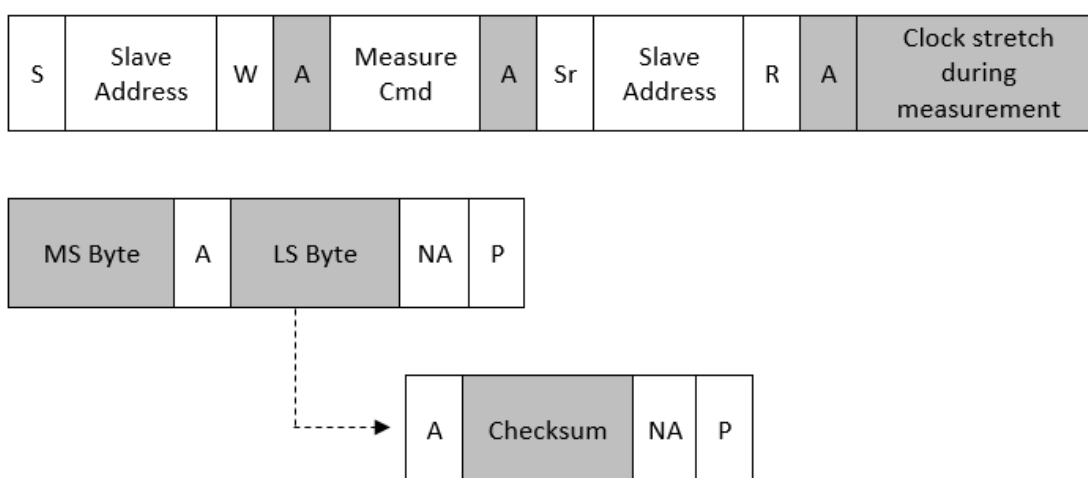 S Slave Address W A Measure Cmd A Sr Slave Address R A Clock stretch during measurement
MS Byte A LS Byte NA P
A Checksum NA P